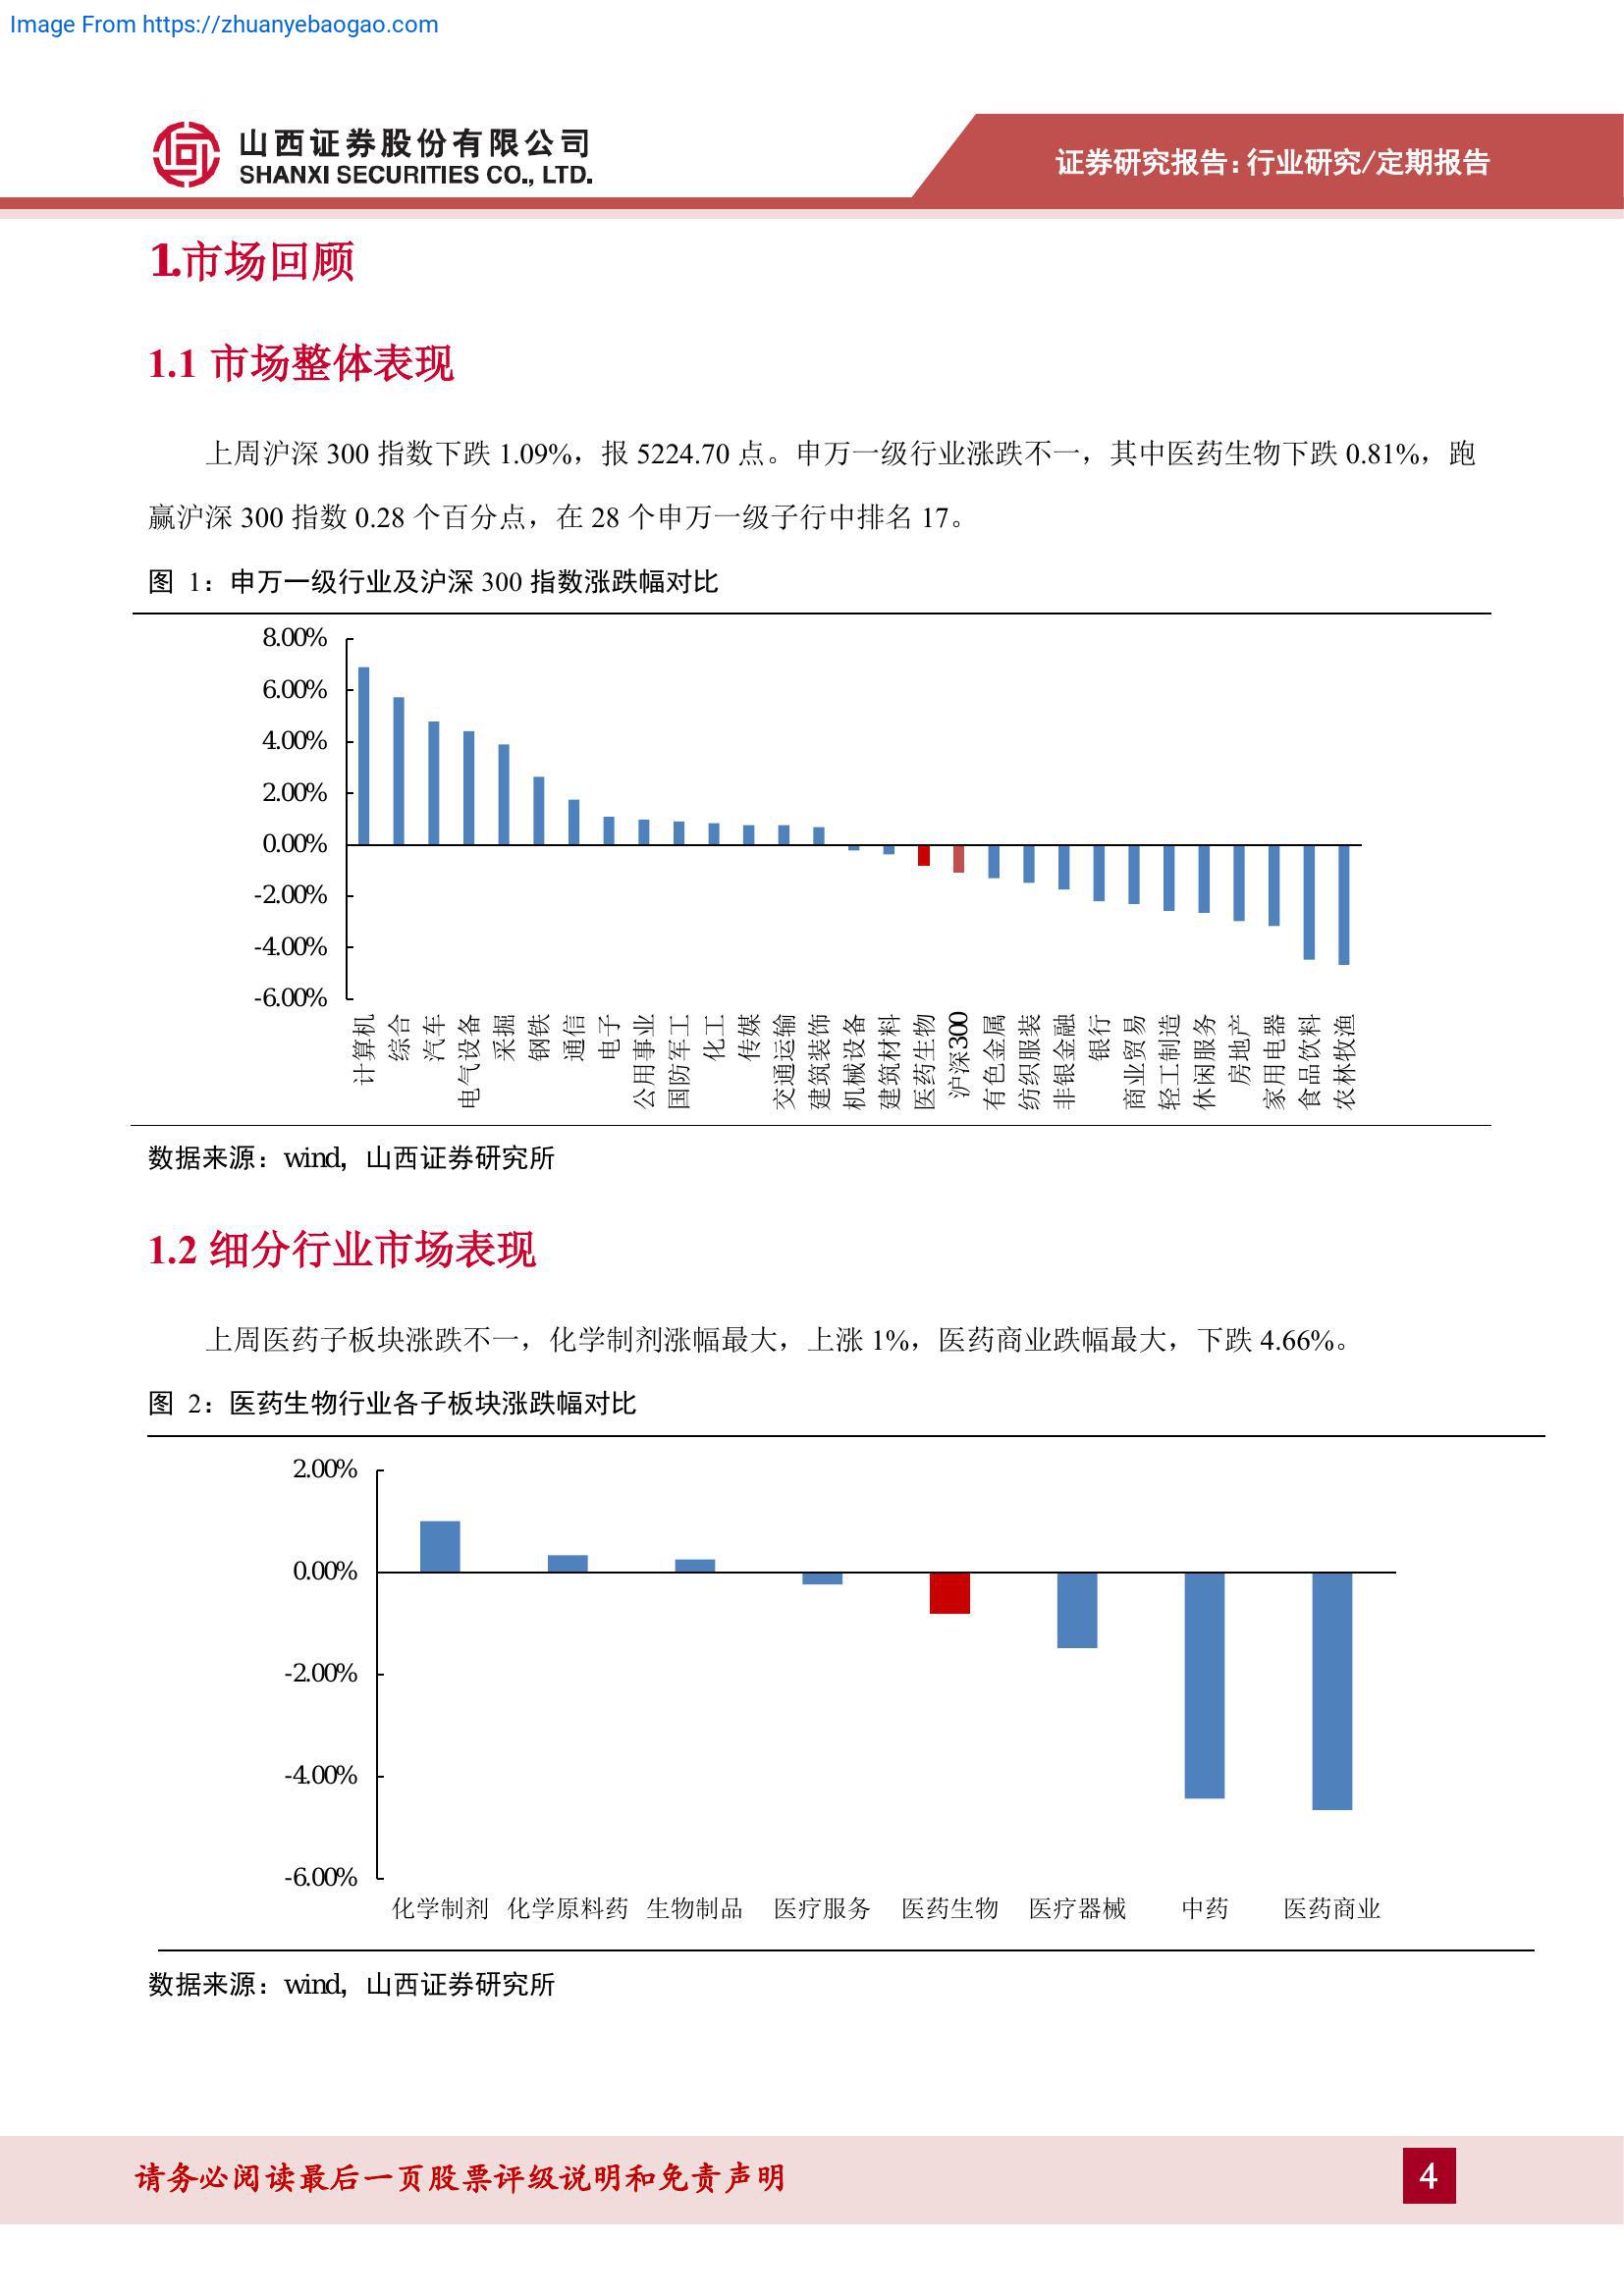 Image From https://zhuanyebaogao.com
山西证券股份有限公司
SHANXI SECURITIES CO., LTD.
证券研究报告:行业研究/定期报告
1.市场回顾
1.1 市场整体表现
上周沪深 300 指数下跌 1.09%，报 5224.70 点。申万一级行业涨跌不一，其中医药生物下跌 0.81%，跑
赢沪深 300 指数 0.28 个百分点，在 28 个申万一级子行中排名 17。
图 1：申万一级行业及沪深 300 指数涨跌幅对比
8.00%
6.00%
4.00%
2.00%
0.00%
-2.00%
-4.00%
-6.00%
计算机
综合
汽车
电气设备
采掘
钢铁
通信
电子
公用事业
国防军工
化工
传媒
交通运输
建筑装饰
机械设备
建筑材料
医药生物
沪深300
有色金属
纺织服装
非银金融
银行
商业贸易
轻工制造
休闲服务
房地产
家用电器
食品饮料
农林牧渔
数据来源：wind，山西证券研究所
1.2 细分行业市场表现
上周医药子板块涨跌不一，化学制剂涨幅最大，上涨 1%，医药商业跌幅最大，下跌 4.66%。
图 2：医药生物行业各子板块涨跌幅对比
2.00%
0.00%
-2.00%
-4.00%
-6.00%
化学制剂 化学原料药 生物制品 医疗服务 医药生物 医疗器械 中药 医药商业
数据来源：wind，山西证券研究所
请务必阅读最后一页股票评级说明和免责声明
4